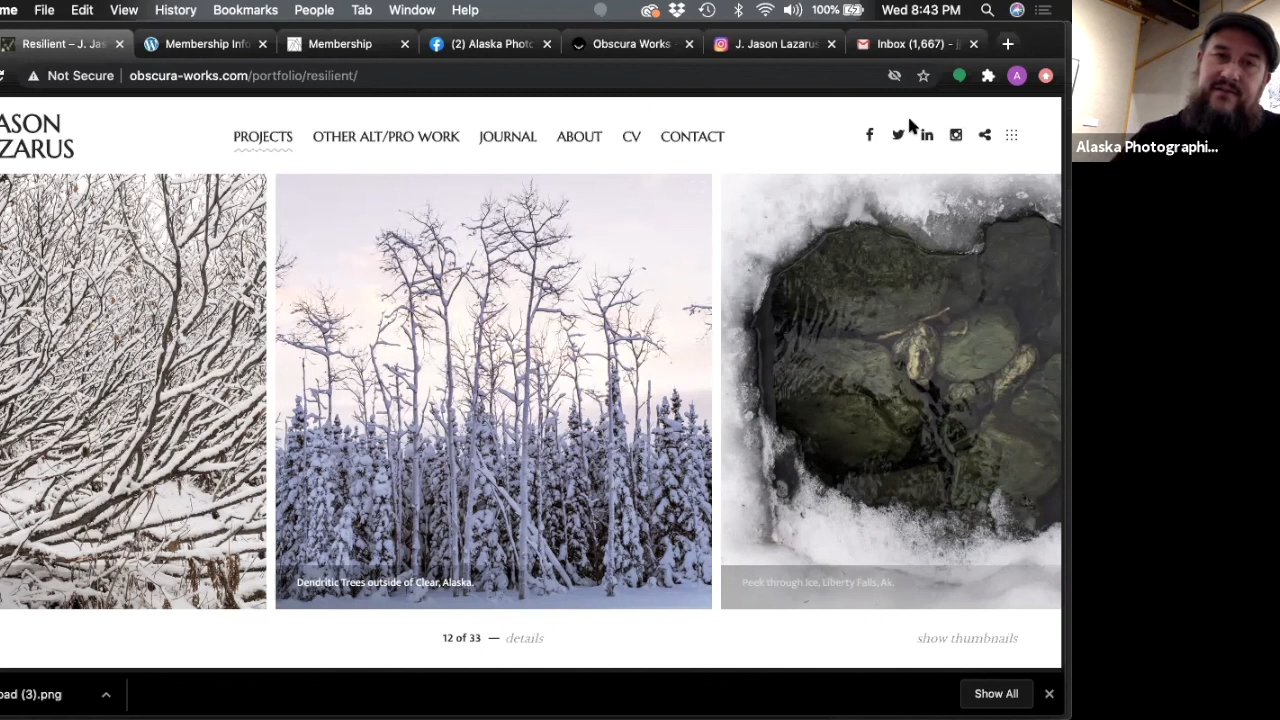 me File Edit View History Bookmarks People Tab Window Help 100% Wed 8:43 PM
Resilient – J. Jas Membership Info Membership (2) Alaska Photo Obscura Works - J. Jason Lazarus Inbox (1,667) - j
Not Secure obscura-works.com/portfolio/resilient/ A
ASON
ZARUS
PROJECTS OTHER ALT/PRO WORK JOURNAL ABOUT CV CONTACT
Alaska Photographi...
Dendritic Trees outside of Clear, Alaska.
Peek through Ice, Liberty Falls, Ak.
12 of 33 — details
show thumbnails
oad (3).png
Show All